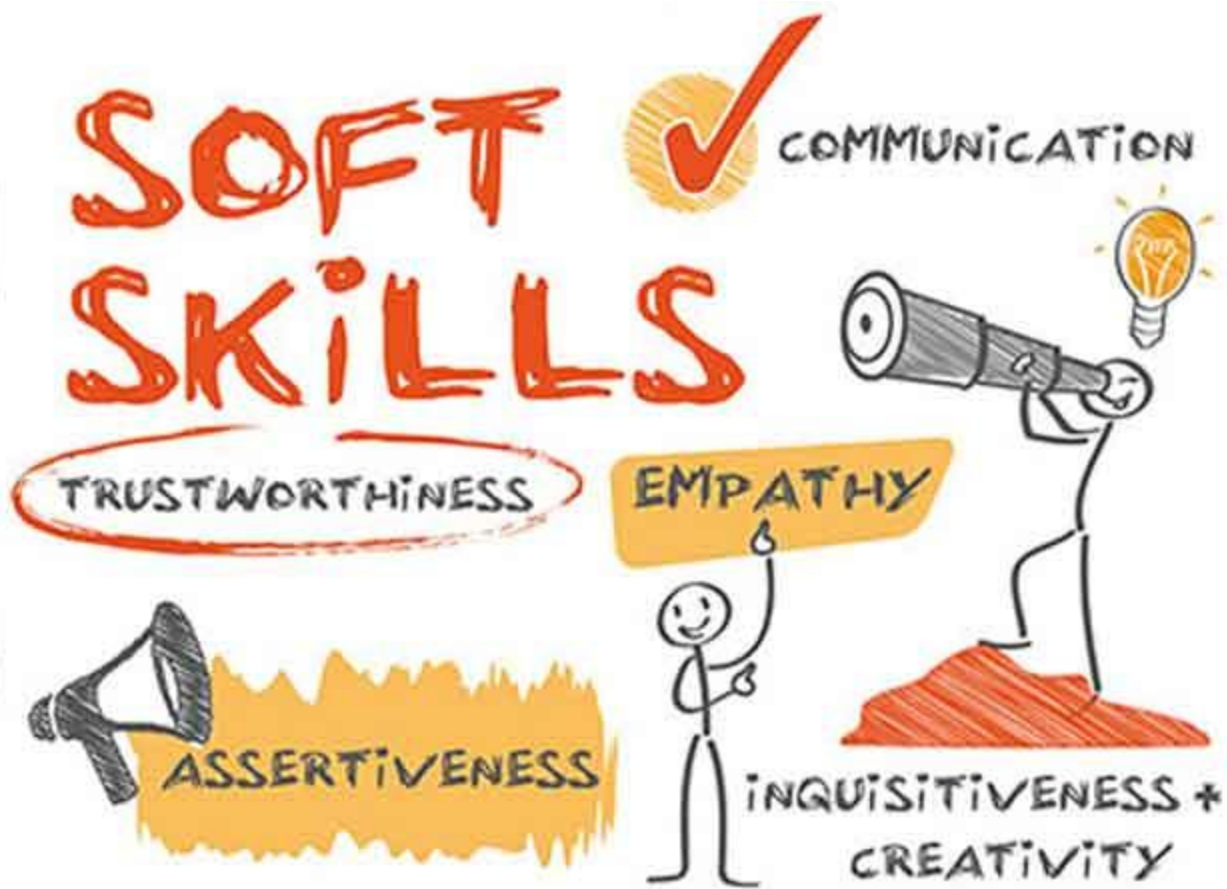 SOFT
SKiLLS
COMMUNiCATiON
TRUSTWORTHiNESS
EMPATHY
ASSERTiVENESS
iNQUiSiTiVENESS +
CREATiViTY